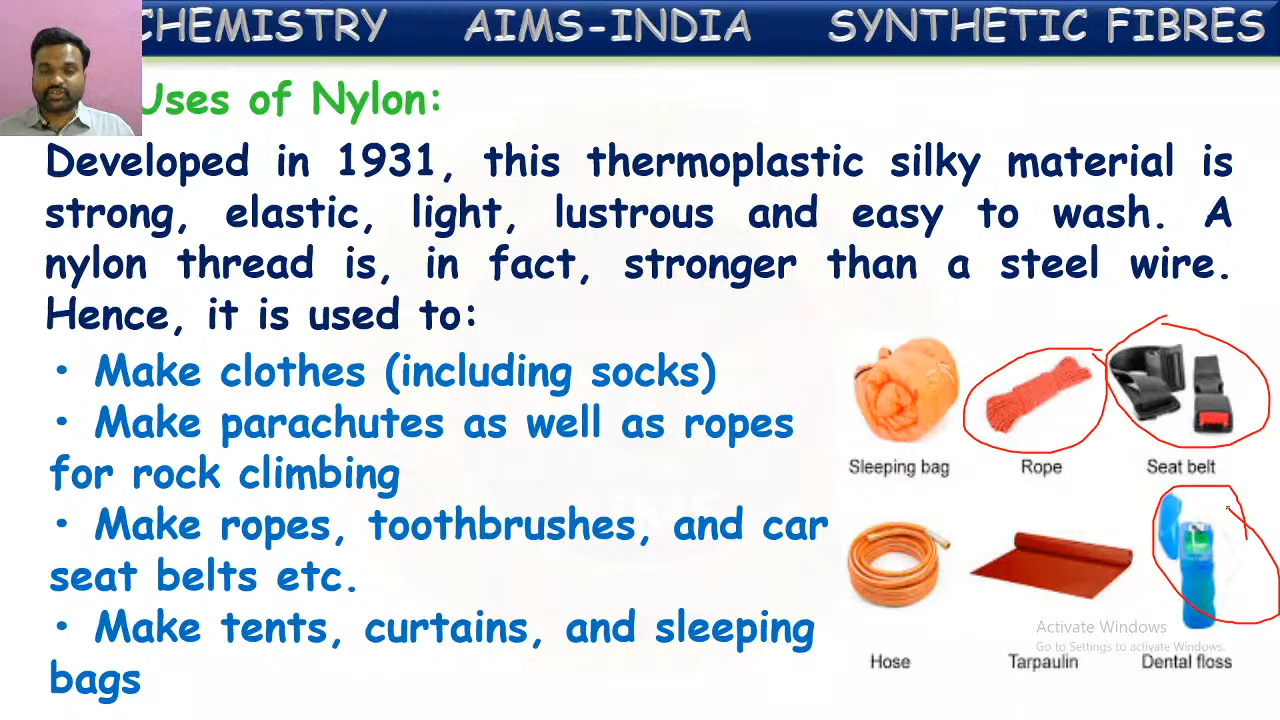 CHEMISTRY AIMS-INDIA SYNTHETIC FIBRES
Uses of Nylon:
Developed in 1931, this thermoplastic silky material is
strong, elastic, light, lustrous and easy to wash. A
nylon thread is, in fact, stronger than a steel wire.
Hence, it is used to:
• Make clothes (including socks)
• Make parachutes as well as ropes
for rock climbing
• Make ropes, toothbrushes, and car
seat belts etc.
• Make tents, curtains, and sleeping
bags
Sleeping bag Rope Seat belt
Hose Tarpaulin Dental floss
Activate Windows
Go to Settings to activate Windows.